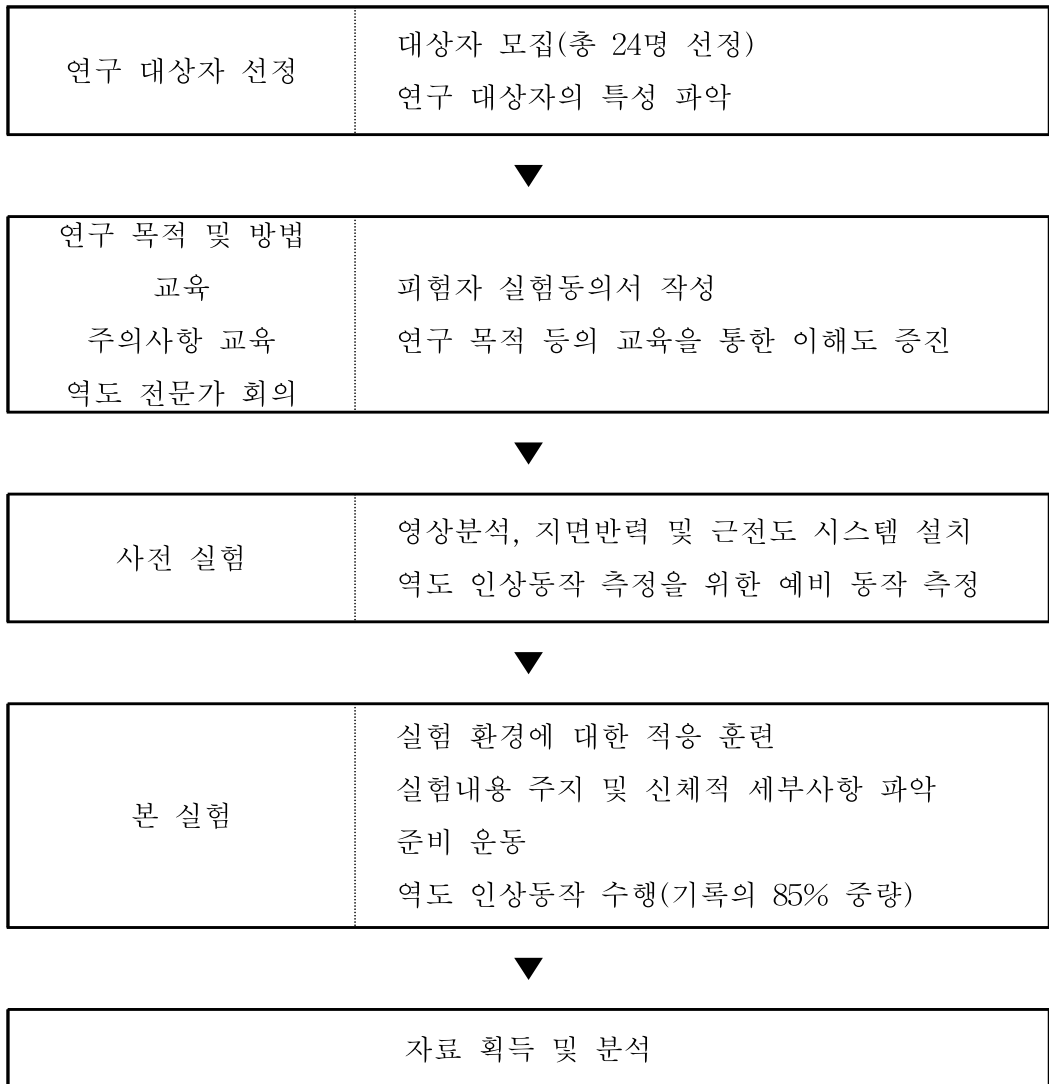 연구 대상자 선정
대상자 모집(총 24명 선정)
연구 대상자의 특성 파악
▼
연구 목적 및 방법
교육
주의사항 교육
역도 전문가 회의
피험자 실험동의서 작성
연구 목적 등의 교육을 통한 이해도 증진
▼
사전 실험
영상분석, 지면반력 및 근전도 시스템 설치
역도 인상동작 측정을 위한 예비 동작 측정
▼
본 실험
실험 환경에 대한 적응 훈련
실험내용 주지 및 신체적 세부사항 파악
준비 운동
역도 인상동작 수행(기록의 85% 중량)
▼
자료 획득 및 분석